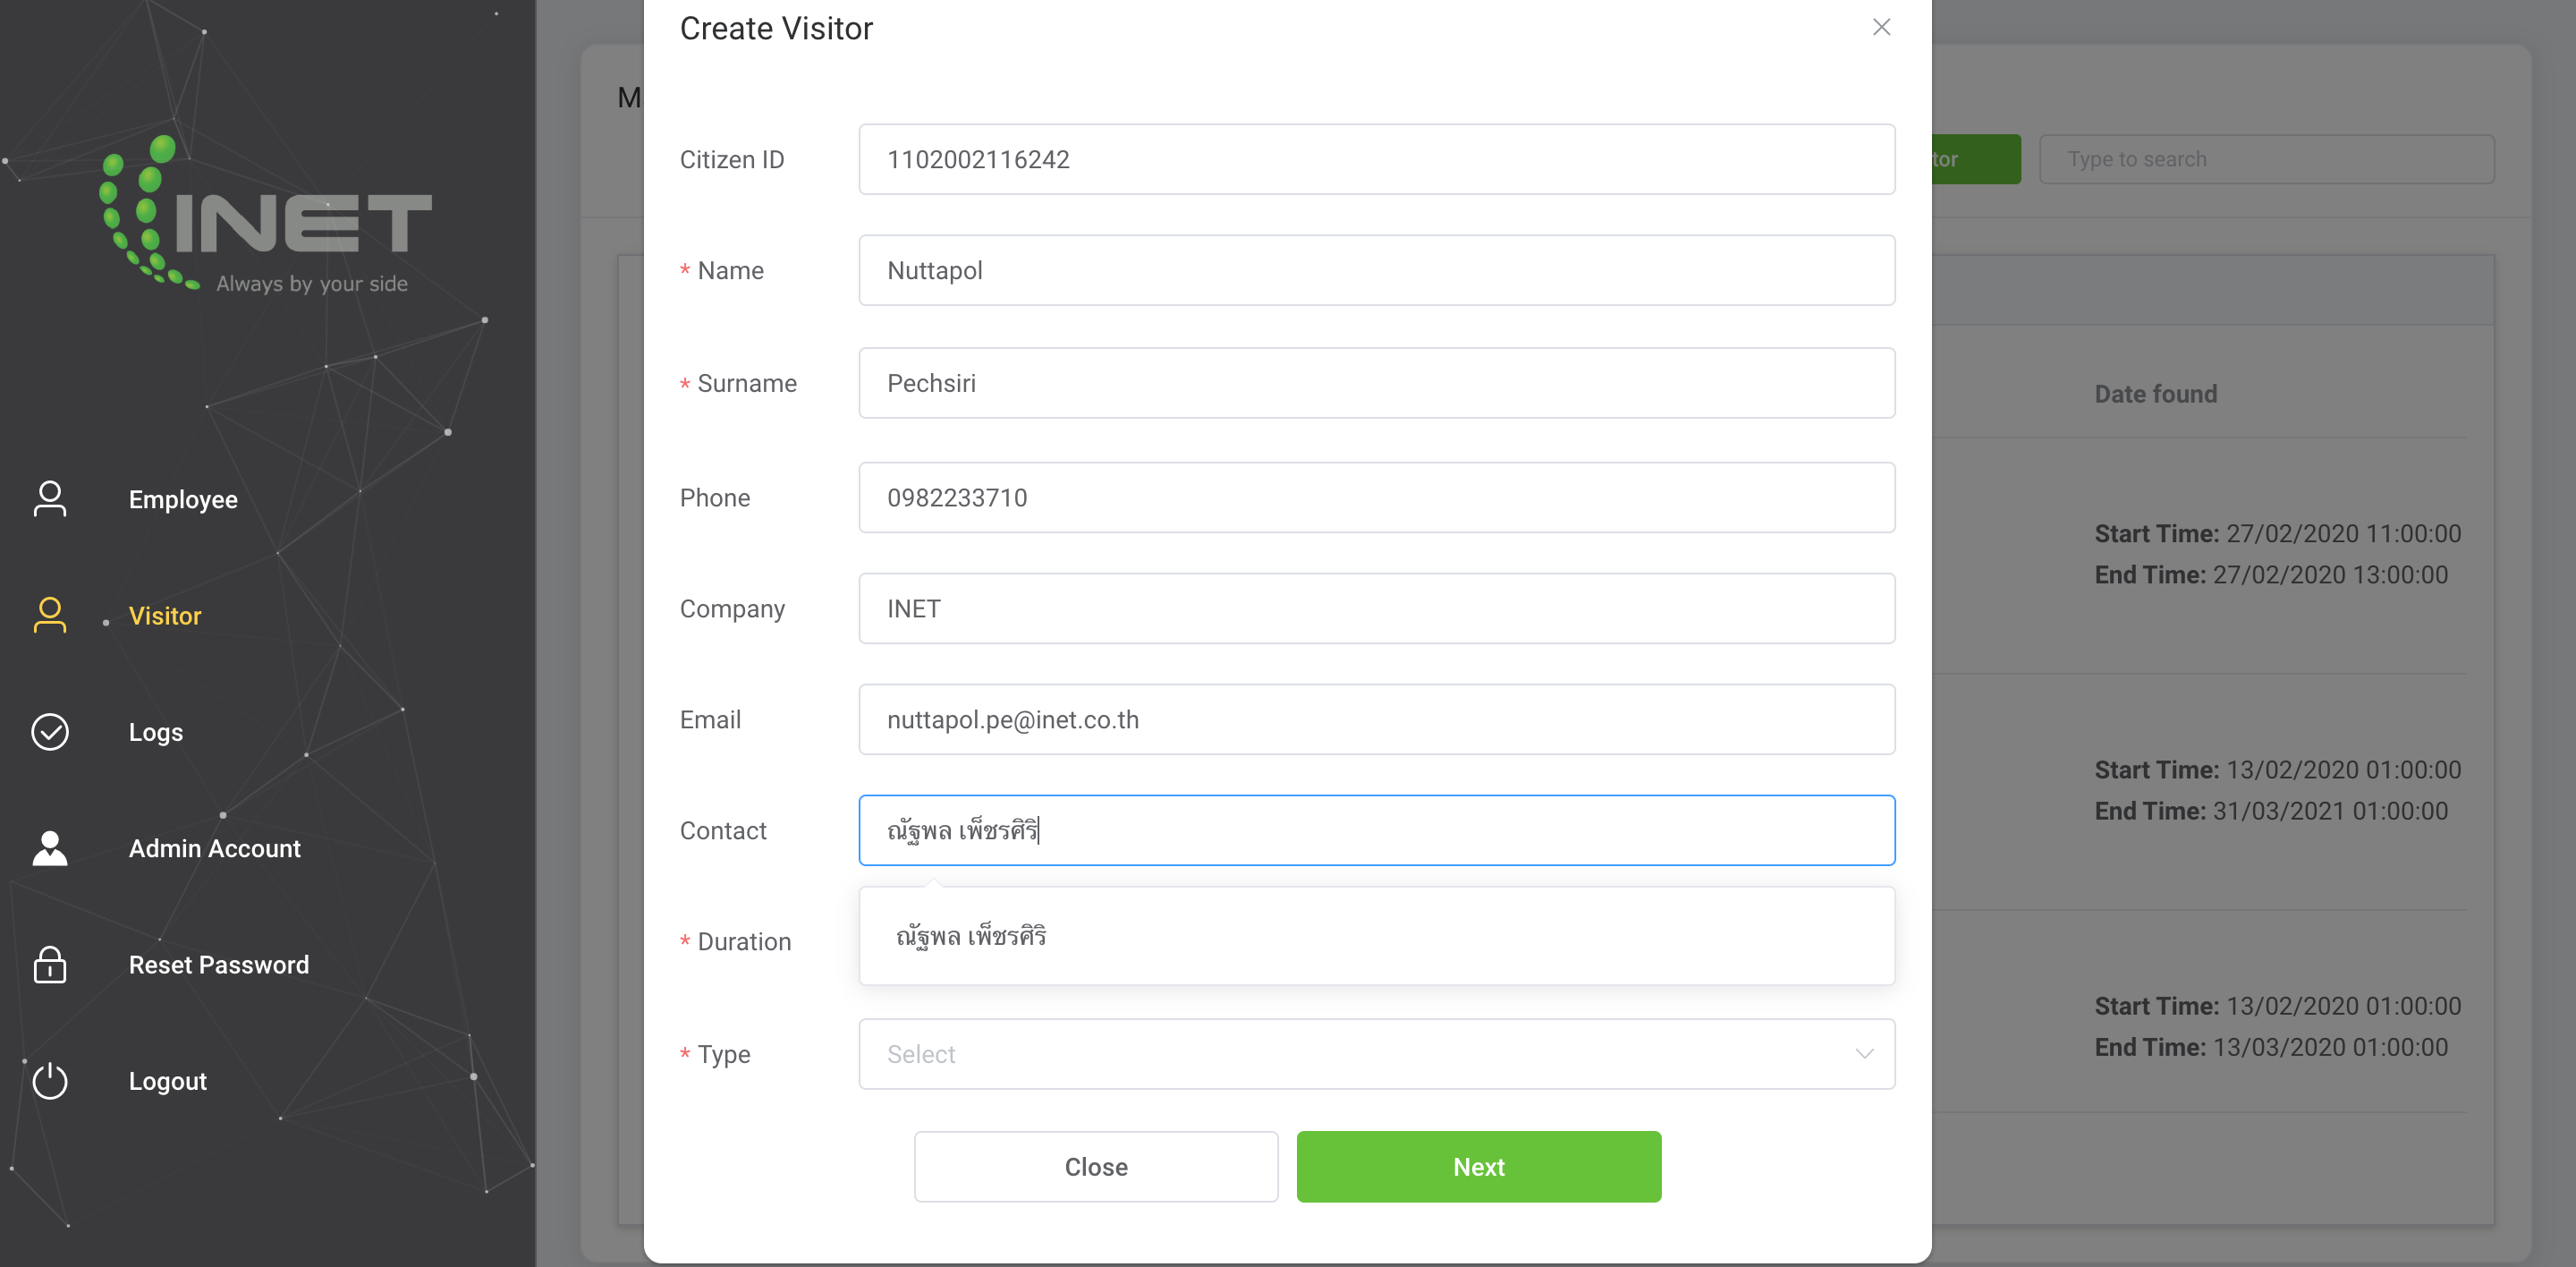 INET
Always by your side
Employee
Visitor
Logs
Admin Account
Reset Password
Logout
Create Visitor
Citizen ID
1102002116242
* Name
Nuttapol
* Surname
Pechsiri
Phone
0982233710
Company
INET
Email
nuttapol.pe@inet.co.th
Contact
ณัฐพล เพ็ชรศิริ
* Duration
ณัฐพล เพ็ชรศิริ
* Type
Select
Close
Next
M
tor
Type to search
Date found
Start Time: 27/02/2020 11:00:00
End Time: 27/02/2020 13:00:00
Start Time: 13/02/2020 01:00:00
End Time: 31/03/2021 01:00:00
Start Time: 13/02/2020 01:00:00
End Time: 13/03/2020 01:00:00